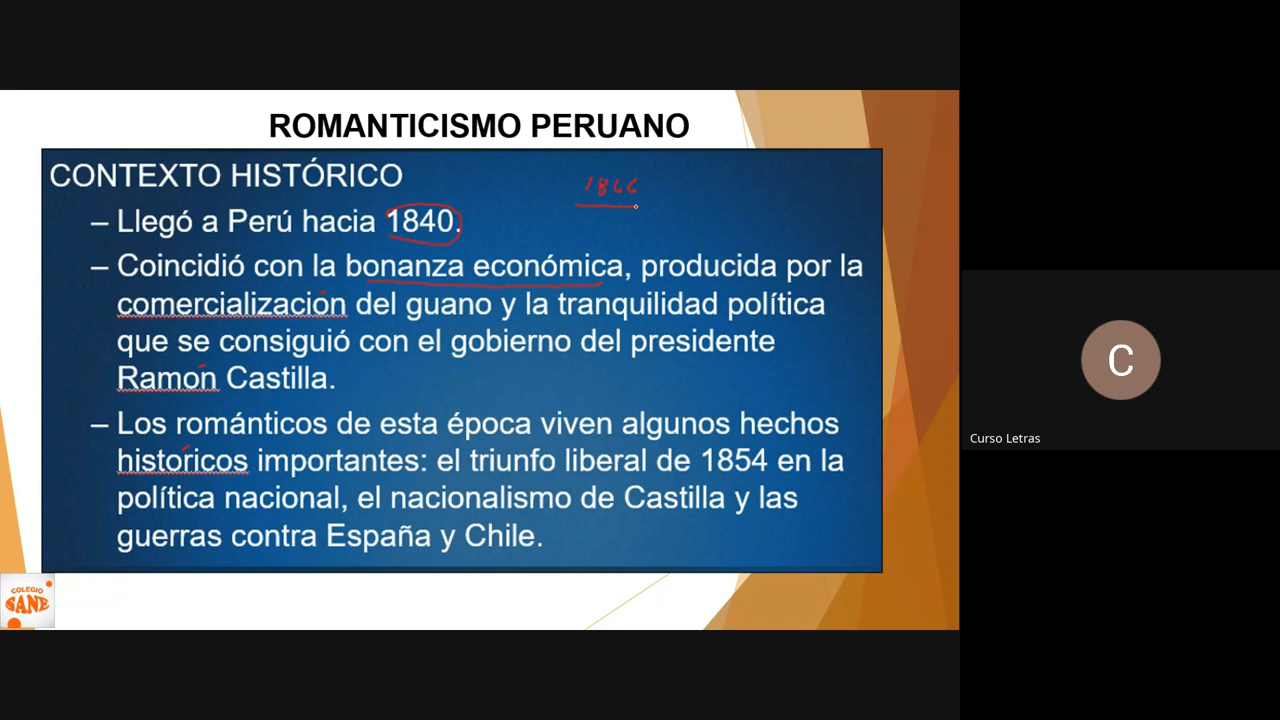 ROMANTICISMO PERUANO
CONTEXTO HISTÓRICO
1866
– Llegó a Perú hacia 1840.
– Coincidió con la bonanza económica, producida por la
comercialización del guano y la tranquilidad política
que se consiguió con el gobierno del presidente
Ramón Castilla.
– Los románticos de esta época viven algunos hechos
históricos importantes: el triunfo liberal de 1854 en la
política nacional, el nacionalismo de Castilla y las
guerras contra España y Chile.
COLEGIO
SANE
C
Curso Letras